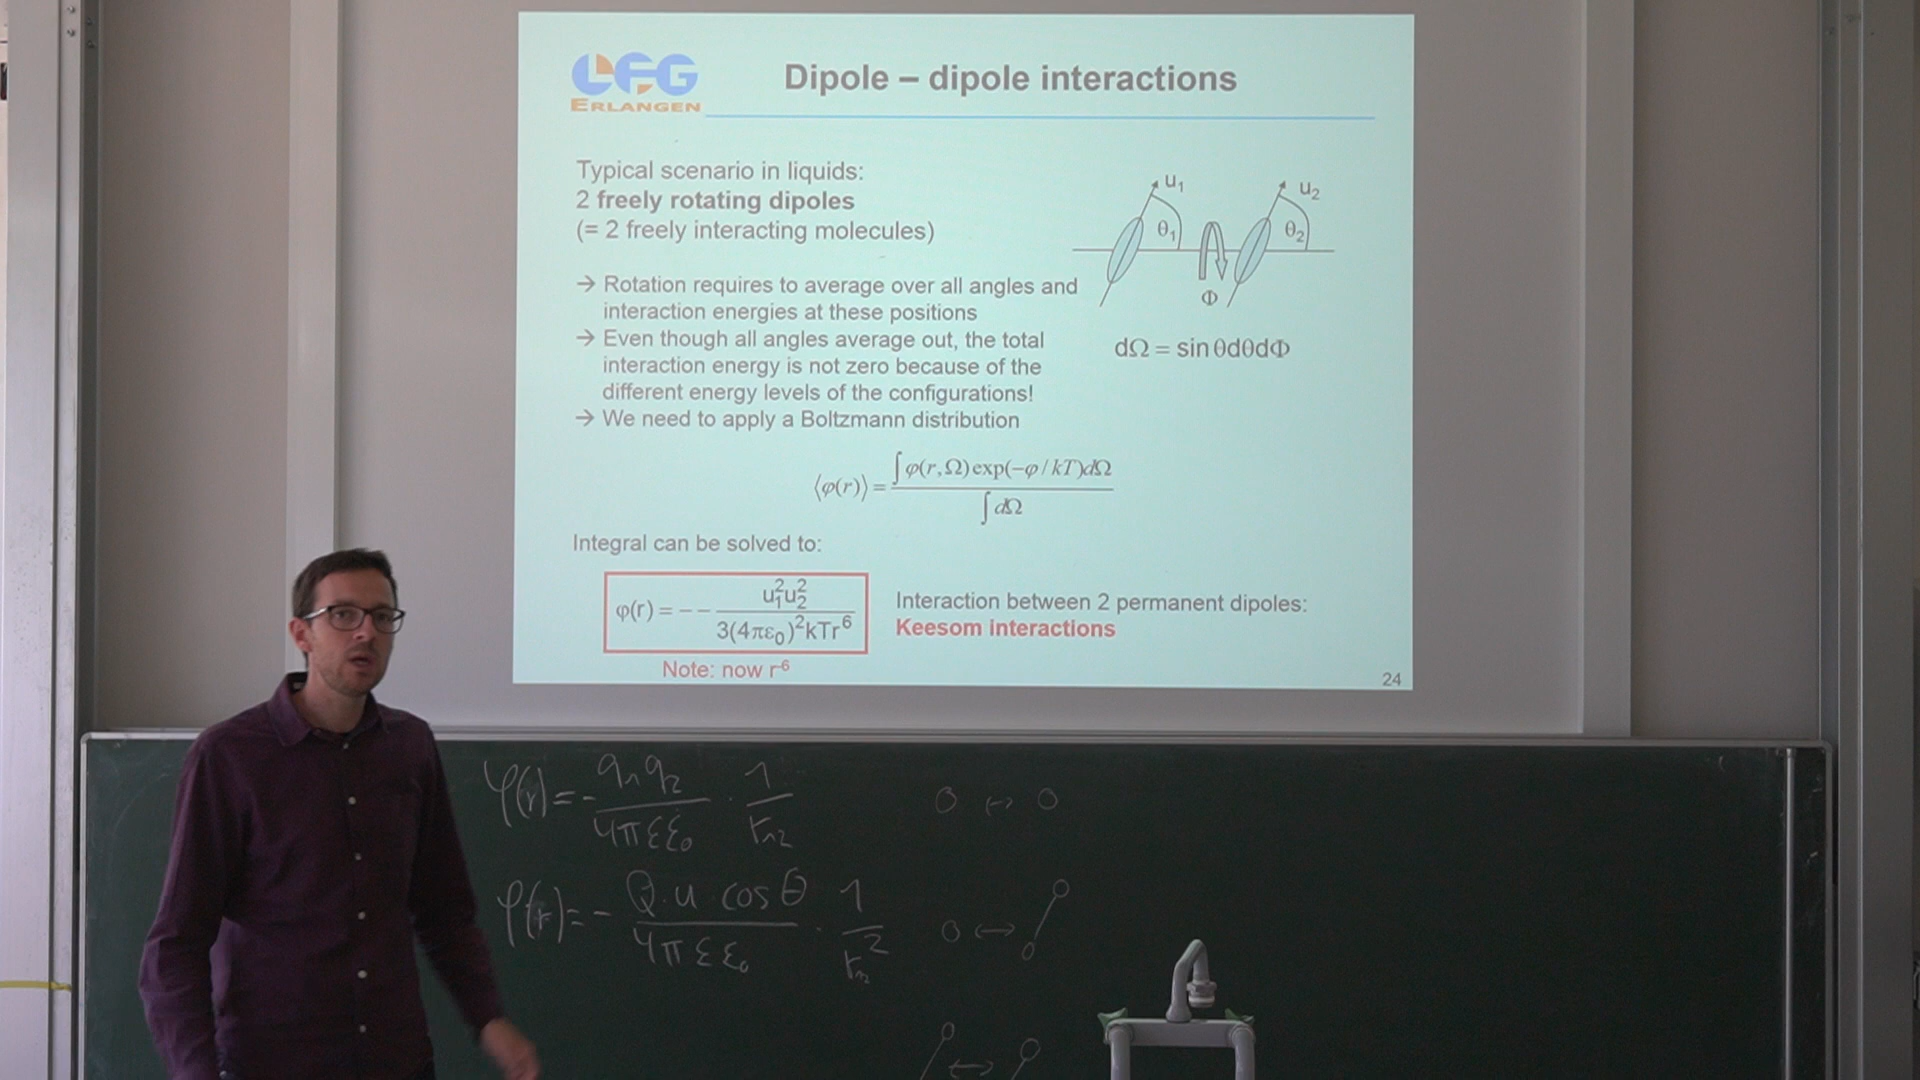 LFG
ERLANGEN
Dipole – dipole interactions
Typical scenario in liquids:
2 freely rotating dipoles
(= 2 freely interacting molecules)
u₁
u₂
θ₁
θ₂
Φ
→ Rotation requires to average over all angles and
interaction energies at these positions
→ Even though all angles average out, the total
interaction energy is not zero because of the
different energy levels of the configurations!
→ We need to apply a Boltzmann distribution
dΩ = sinθdθdΦ
⟨φ(r)⟩ = ∫φ(r,Ω)exp(−φ/kT)dΩ / ∫dΩ
Integral can be solved to:
φ(r) = − − u₁²u₂² / 3(4πε₀)²kTr⁶
Interaction between 2 permanent dipoles:
Keesom interactions
Note: now r⁻⁶
24
φ(r) = - q₁q₂ / 4πεε₀ · 1 / r₁₂
φ(r) = - Q·u·cosθ / 4πεε₀ · 1 / r₁₂²